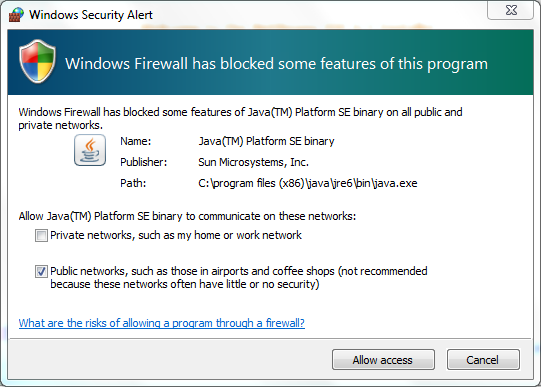 Windows Security Alert
Windows Firewall has blocked some features of this program
Windows Firewall has blocked some features of Java(TM) Platform SE binary on all public and
private networks.
Name: Java(TM) Platform SE binary
Publisher: Sun Microsystems, Inc.
Path: C:\program files (x86)\java\jre6\bin\java.exe
Allow Java(TM) Platform SE binary to communicate on these networks:
Private networks, such as my home or work network
Public networks, such as those in airports and coffee shops (not recommended
because these networks often have little or no security)
What are the risks of allowing a program through a firewall?
Allow access Cancel